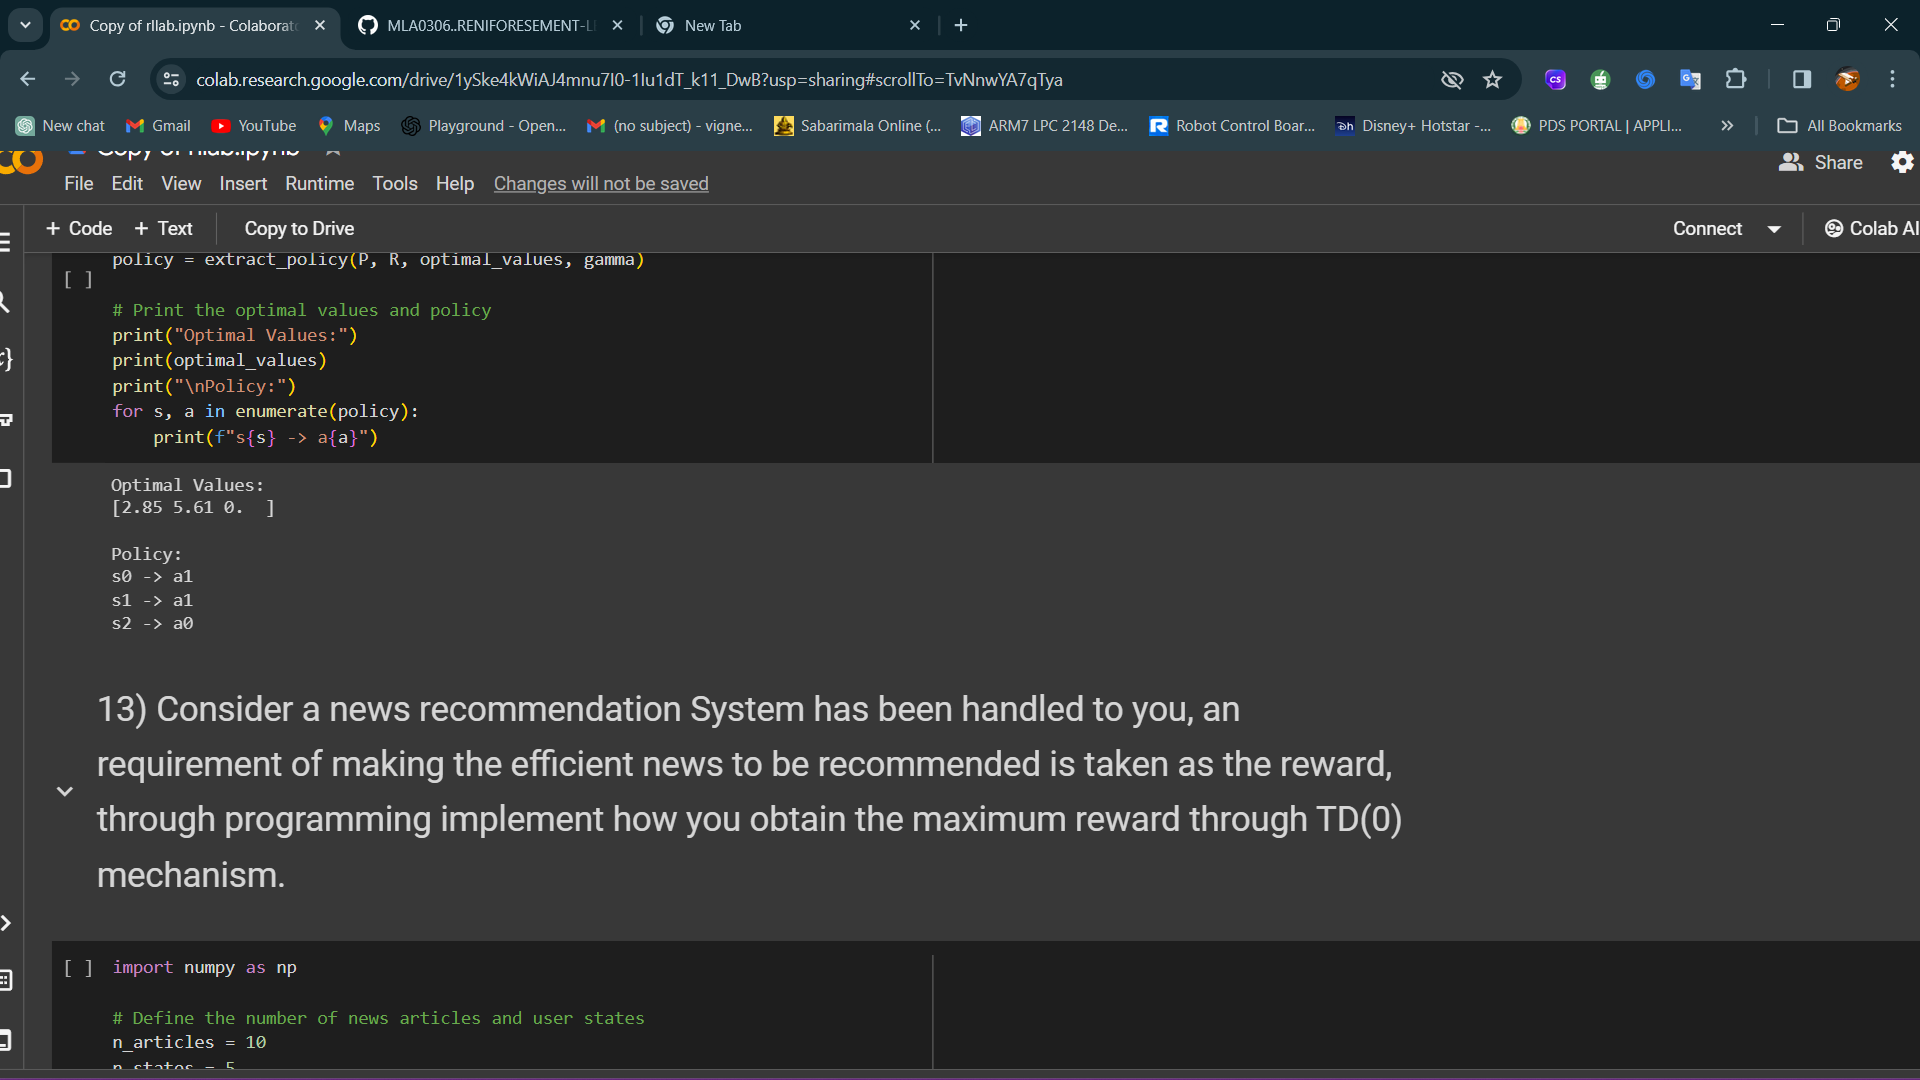 Copy of rllab.ipynb - Colaborat
MLA0306..RENIFORESEMENT-L
New Tab
colab.research.google.com/drive/1ySke4kWiAJ4mnu7I0-1Iu1dT_k11_DwB?usp=sharing#scrollTo=TvNnwYA7qTya
New chat
Gmail
YouTube
Maps
Playground - Open...
(no subject) - vigne...
Sabarimala Online (...
ARM7 LPC 2148 De...
Robot Control Boar...
Disney+ Hotstar -...
PDS PORTAL | APPLI...
All Bookmarks
Copy of rllab.ipynb
Share
File Edit View Insert Runtime Tools Help Changes will not be saved
+ Code + Text Copy to Drive
Connect
Colab AI
policy = extract_policy(P, R, optimal_values, gamma)
[ ]
# Print the optimal values and policy
print("Optimal Values:")
print(optimal_values)
print("\nPolicy:")
for s, a in enumerate(policy):
    print(f"s{s} -> a{a}")
Optimal Values:
[2.85 5.61 0.  ]
Policy:
s0 -> a1
s1 -> a1
s2 -> a0
13) Consider a news recommendation System has been handled to you, an
requirement of making the efficient news to be recommended is taken as the reward,
through programming implement how you obtain the maximum reward through TD(0)
mechanism.
[ ] import numpy as np
# Define the number of news articles and user states
n_articles = 10
n_states = 5